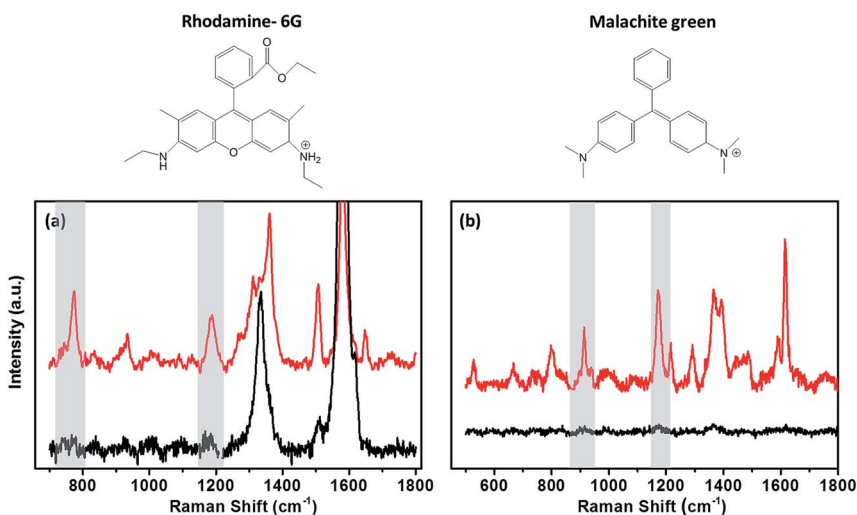 Rhodamine- 6G
Malachite green
O
O
N
H
O
NH₂
⊕
N
N
⊕
(a)
(b)
Intensity (a.u.)
800 1000 1200 1400 1600 1800
600 800 1000 1200 1400 1600 1800
Raman Shift (cm⁻¹)
Raman Shift (cm⁻¹)